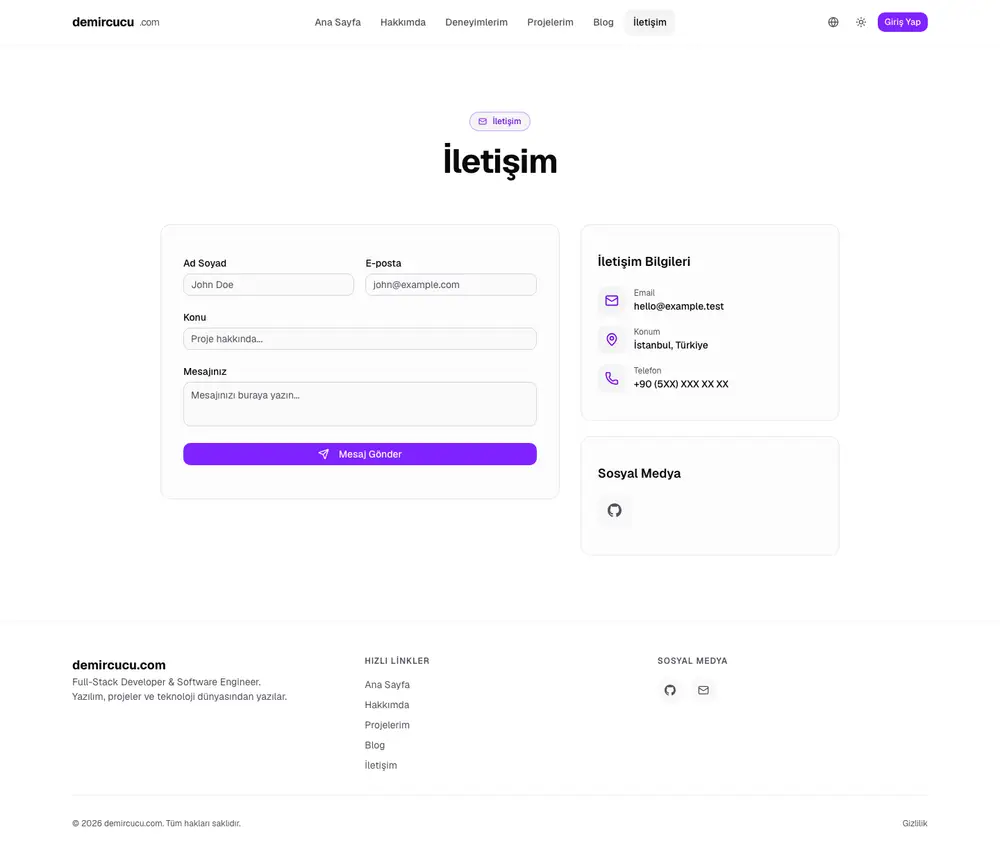 demircucu .com
Ana Sayfa
Hakkımda
Deneyimlerim
Projelerim
Blog
İletişim
Giriş Yap
İletişim
İletişim
Ad Soyad
John Doe
E-posta
john@example.com
Konu
Proje hakkında...
Mesajınız
Mesajınızı buraya yazın...
Mesaj Gönder
İletişim Bilgileri
Email
hello@example.test
Konum
İstanbul, Türkiye
Telefon
+90 (5XX) XXX XX XX
Sosyal Medya
demircucu.com
Full-Stack Developer & Software Engineer.
Yazılım, projeler ve teknoloji dünyasından yazılar.
HIZLI LİNKLER
Ana Sayfa
Hakkımda
Projelerim
Blog
İletişim
SOSYAL MEDYA
© 2026 demircucu.com. Tüm hakları saklıdır.
Gizlilik